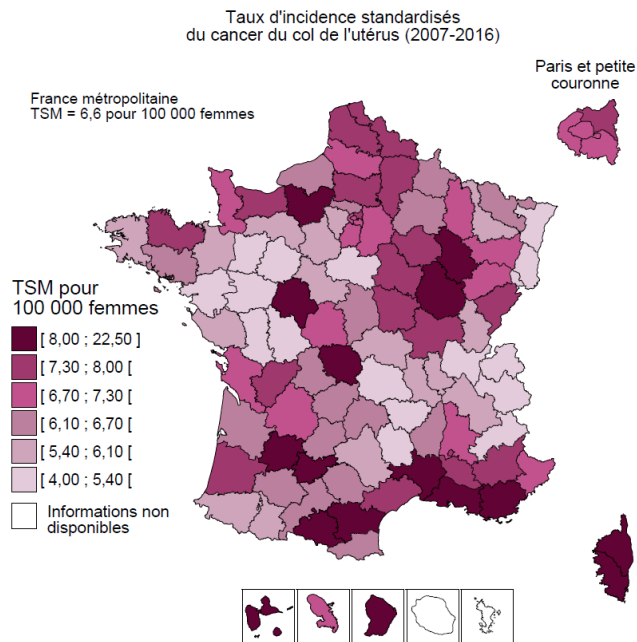 Taux d'incidence standardisés
du cancer du col de l'utérus (2007-2016)
Paris et petite
couronne
France métropolitaine
TSM = 6,6 pour 100 000 femmes
TSM pour
100 000 femmes
[ 8,00 ; 22,50 ]
[ 7,30 ; 8,00 [
[ 6,70 ; 7,30 [
[ 6,10 ; 6,70 [
[ 5,40 ; 6,10 [
[ 4,00 ; 5,40 [
Informations non
disponibles